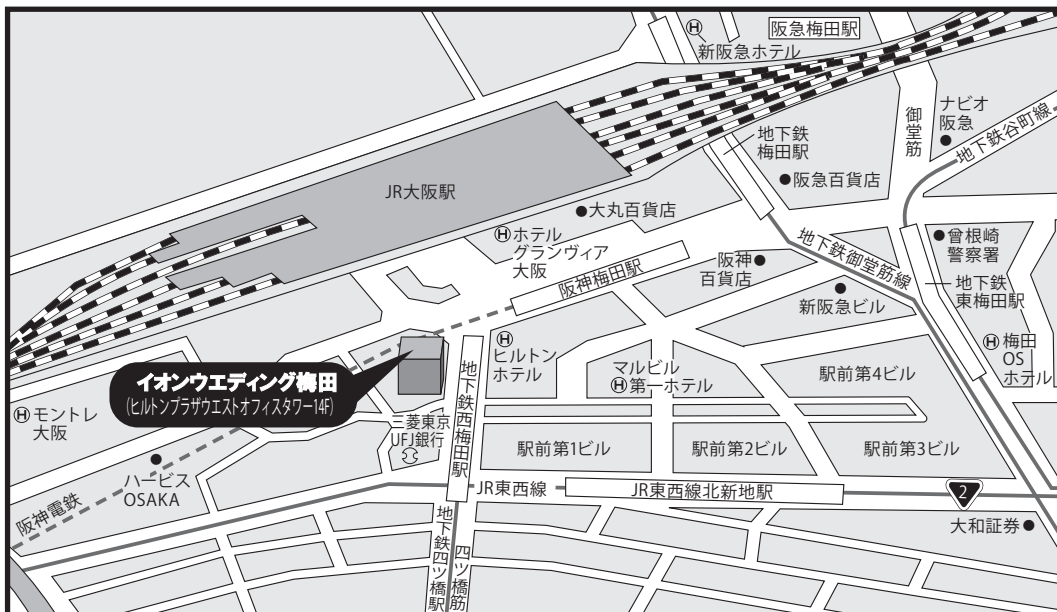 阪急梅田駅
新阪急ホテル
ナビオ
阪急
御堂筋
地下鉄谷町線
地下鉄
梅田駅
阪急百貨店
JR大阪駅
大丸百貨店
H ホテル
グランヴィア
大阪
阪神梅田駅
阪神
百貨店
地下鉄御堂筋線
曾根崎
警察署
新阪急ビル
地下鉄
東梅田駅
H 梅田
OS
ホテル
H
ヒルトン
ホテル
マルビル
H 第一ホテル
駅前第4ビル
イオンウエディング梅田
(ヒルトンプラザウエストオフィスタワー14F)
H モントレ
大阪
三菱東京
UFJ銀行
地下鉄西梅田駅
駅前第1ビル
駅前第2ビル
駅前第3ビル
ハービス
OSAKA
阪神電鉄
JR東西線
JR東西線北新地駅
2
大和証券
地下鉄四ツ橋駅
四ツ橋筋
H